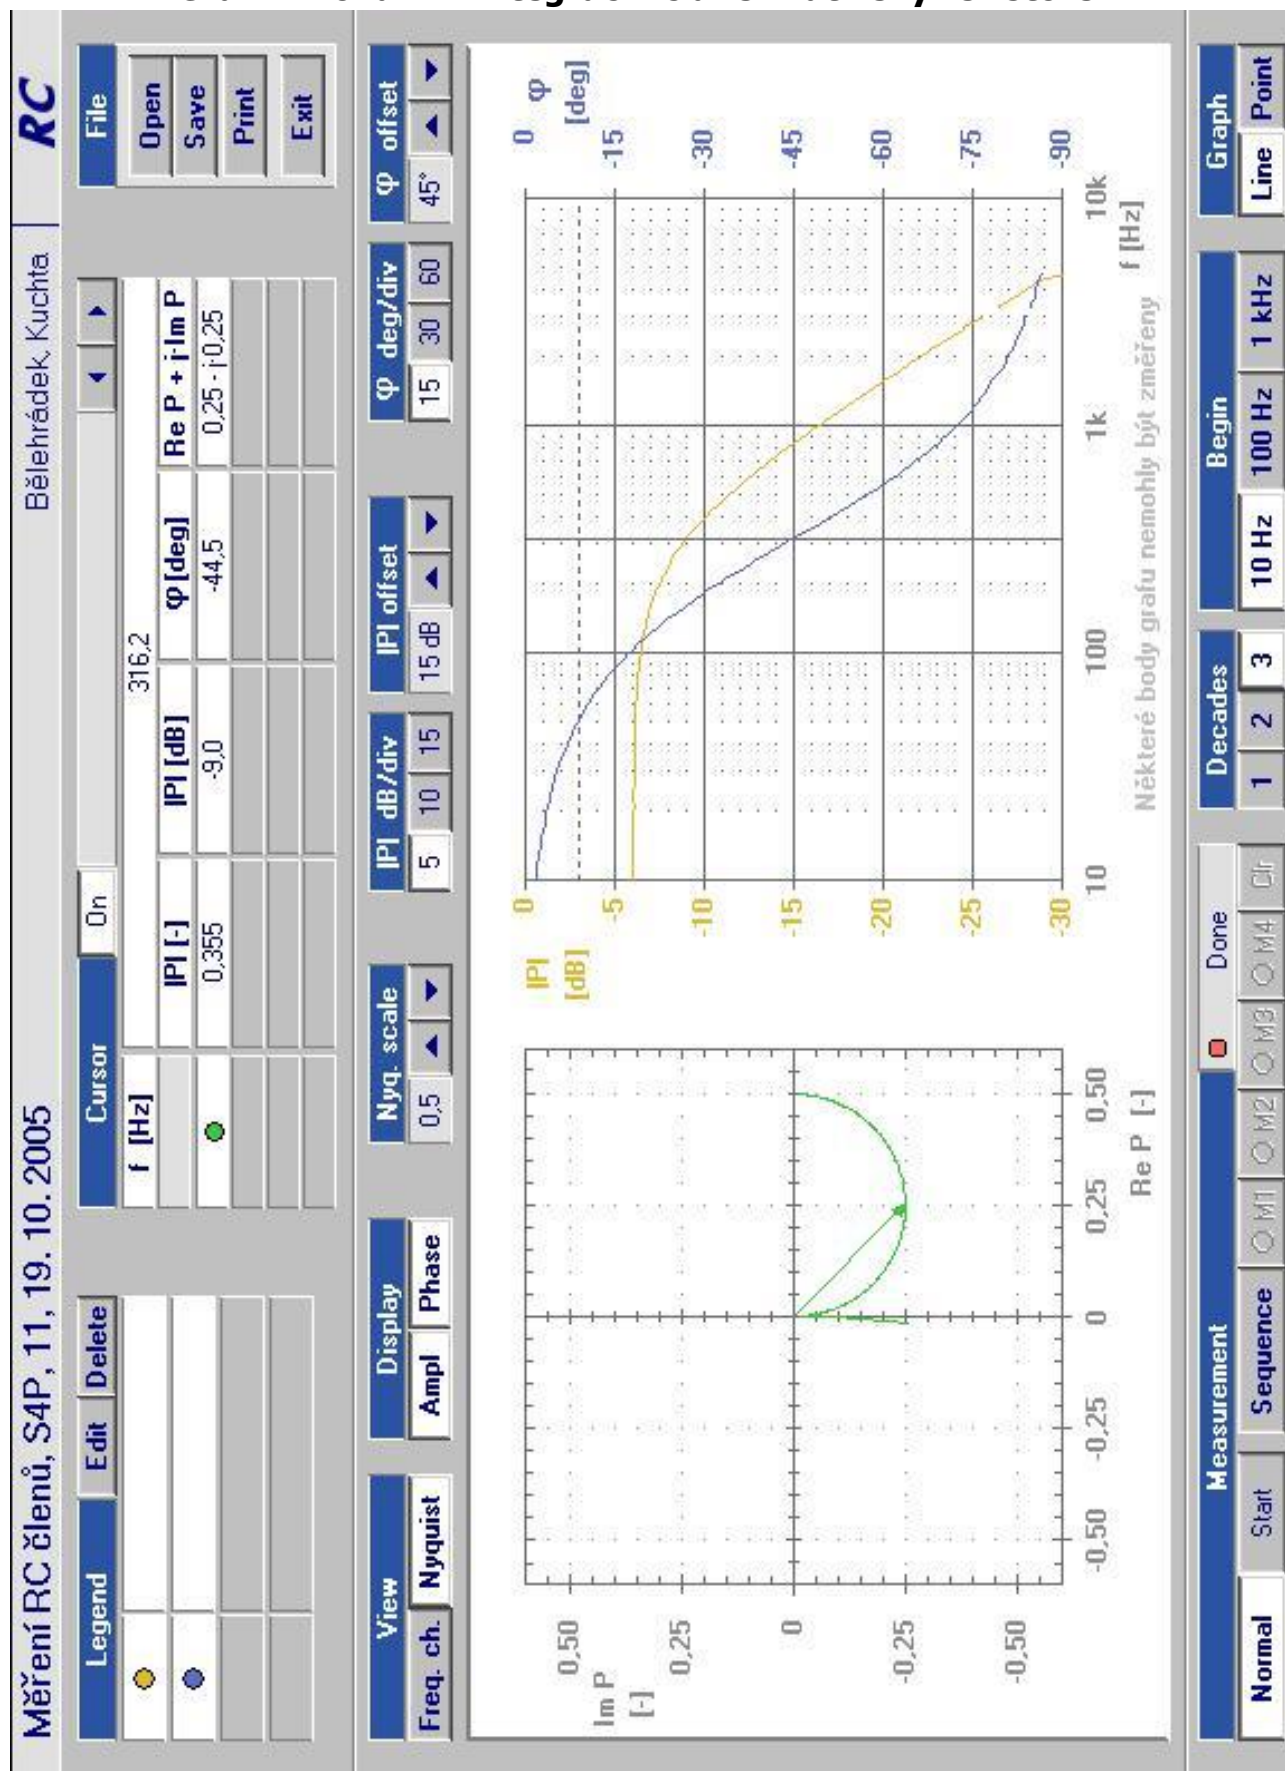 Měření RC členů, S4P, 11, 19. 10. 2005
Bělehrádek, Kuchta
RC
Legend
Edit
Delete
Cursor
On
File
f [Hz]
316,2
|P| [-]
|P| [dB]
φ [deg]
Re P + j·Im P
0,355
-9,0
-44,5
0,25 - j·0,25
Open
Save
Print
Exit
View
Display
Nyq. scale
|P| dB/div
|P| offset
φ deg/div
φ offset
Freq. ch.
Nyquist
Ampl
Phase
0,5
5
10
15
15 dB
15
30
60
45°
Im P
[-]
0,50
0,25
0
-0,25
-0,50
-0,50
-0,25
0
0,25
0,50
Re P [-]
|P|
[dB]
0
-5
-10
-15
-20
-25
-30
φ
[deg]
0
-15
-30
-45
-60
-75
-90
10
100
1k
10k
f [Hz]
Některé body grafu nemohly být změřeny
Measurement
Done
Decades
Begin
Graph
Normal
Start
Sequence
M1
M2
M3
M4
Clr
1
2
3
10 Hz
100 Hz
1 kHz
Line
Point